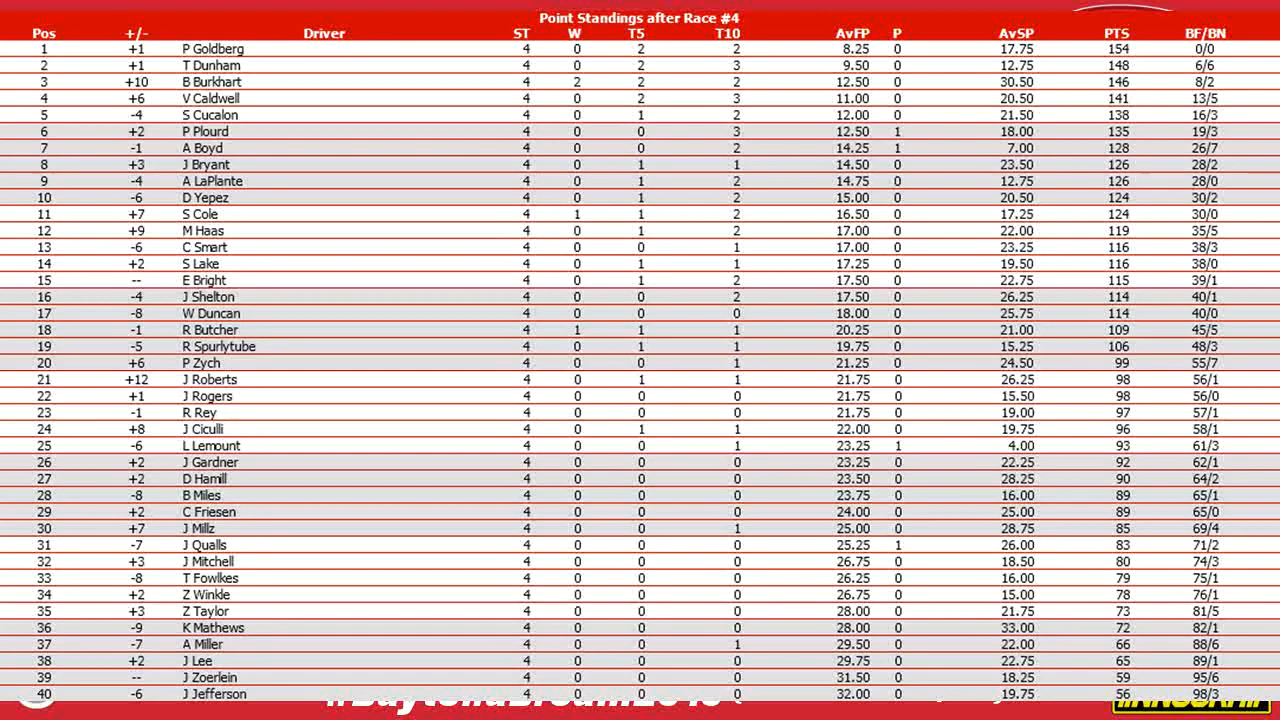 Point Standings after Race #4
Pos +/- Driver ST W T5 T10 AvFP P AvSP PTS BF/BN
1 +1 P Goldberg 4 0 2 2 8.25 0 17.75 154 0/0
2 +1 T Dunham 4 0 2 3 9.50 0 12.75 148 6/6
3 +10 B Burkhart 4 2 2 2 12.50 0 30.50 146 8/2
4 +6 V Caldwell 4 0 2 3 11.00 0 20.50 141 13/5
5 -4 S Cucalon 4 0 1 2 12.00 0 21.50 138 16/3
6 +2 P Plourd 4 0 0 3 12.50 1 18.00 135 19/3
7 -1 A Boyd 4 0 0 2 14.25 1 7.00 128 26/7
8 +3 J Bryant 4 0 1 1 14.50 0 23.50 126 28/2
9 -4 A LaPlante 4 0 1 2 14.75 0 12.75 126 28/0
10 -6 D Yepez 4 0 1 2 15.00 0 20.50 124 30/2
11 +7 S Cole 4 1 1 2 16.50 0 17.25 124 30/0
12 +9 M Haas 4 0 1 2 17.00 0 22.00 119 35/5
13 -6 C Smart 4 0 0 1 17.00 0 23.25 116 38/3
14 +2 S Lake 4 0 1 1 17.25 0 19.50 116 38/0
15 -- E Bright 4 0 1 2 17.50 0 22.75 115 39/1
16 -4 J Shelton 4 0 0 2 17.50 0 26.25 114 40/1
17 -8 W Duncan 4 0 0 0 18.00 0 25.75 114 40/0
18 -1 R Butcher 4 1 1 1 20.25 0 21.00 109 45/5
19 -5 R Spurlytube 4 0 1 1 19.75 0 15.25 106 48/3
20 +6 P Zych 4 0 0 1 21.25 0 24.50 99 55/7
21 +12 J Roberts 4 0 1 1 21.75 0 26.25 98 56/1
22 +1 J Rogers 4 0 0 0 21.75 0 15.50 98 56/0
23 -1 R Rey 4 0 0 0 21.75 0 19.00 97 57/1
24 +8 J Ciculli 4 0 1 1 22.00 0 19.75 96 58/1
25 -6 L Lemount 4 0 0 1 23.25 1 4.00 93 61/3
26 +2 J Gardner 4 0 0 0 23.25 0 22.25 92 62/1
27 +2 D Hamill 4 0 0 0 23.50 0 28.25 90 64/2
28 -8 B Miles 4 0 0 0 23.75 0 16.00 89 65/1
29 +2 C Friesen 4 0 0 0 24.00 0 25.00 89 65/0
30 +7 J Millz 4 0 0 1 25.00 0 28.75 85 69/4
31 -7 J Qualls 4 0 0 0 25.25 1 26.00 83 71/2
32 +3 J Mitchell 4 0 0 0 26.75 0 18.50 80 74/3
33 -8 T Fowlkes 4 0 0 0 26.25 0 16.00 79 75/1
34 +2 Z Winkle 4 0 0 0 26.75 0 15.00 78 76/1
35 +3 Z Taylor 4 0 0 0 28.00 0 21.75 73 81/5
36 -9 K Mathews 4 0 0 0 28.00 0 33.00 72 82/1
37 -7 A Miller 4 0 0 1 29.50 0 22.00 66 88/6
38 +2 J Lee 4 0 0 0 29.75 0 22.75 65 89/1
39 -- J Zoerlein 4 0 0 0 31.50 0 18.25 59 95/6
40 -6 J Jefferson 4 0 0 0 32.00 0 19.75 56 98/3